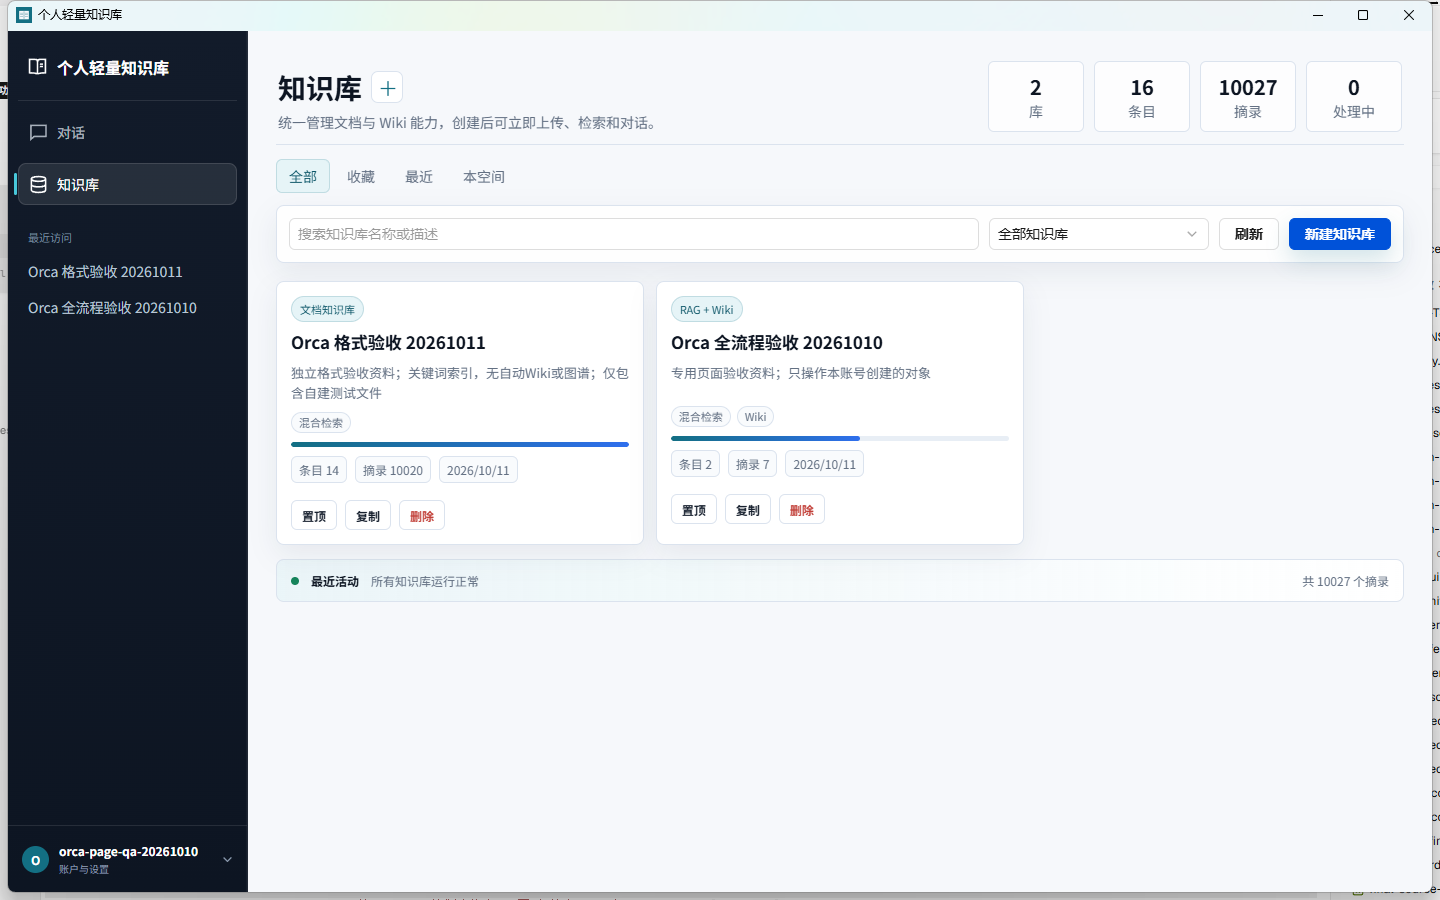 个人轻量知识库
个人轻量知识库
对话
知识库
最近访问
Orca 格式验收 20261011
Orca 全流程验收 20261010
orca-page-qa-20261010
账户与设置
O
知识库
统一管理文档与 Wiki 能力，创建后可立即上传、检索和对话。
2
库
16
条目
10027
摘录
0
处理中
全部 收藏 最近 本空间
搜索知识库名称或描述
全部知识库
刷新
新建知识库
文档知识库
Orca 格式验收 20261011
独立格式验收资料；关键词索引，无自动Wiki或图谱；仅包
含自建测试文件
混合检索
条目 14 摘录 10020 2026/10/11
置顶 复制 删除
RAG + Wiki
Orca 全流程验收 20261010
专用页面验收资料；只操作本账号创建的对象
混合检索 Wiki
条目 2 摘录 7 2026/10/11
置顶 复制 删除
最近活动 所有知识库运行正常
共 10027 个摘录